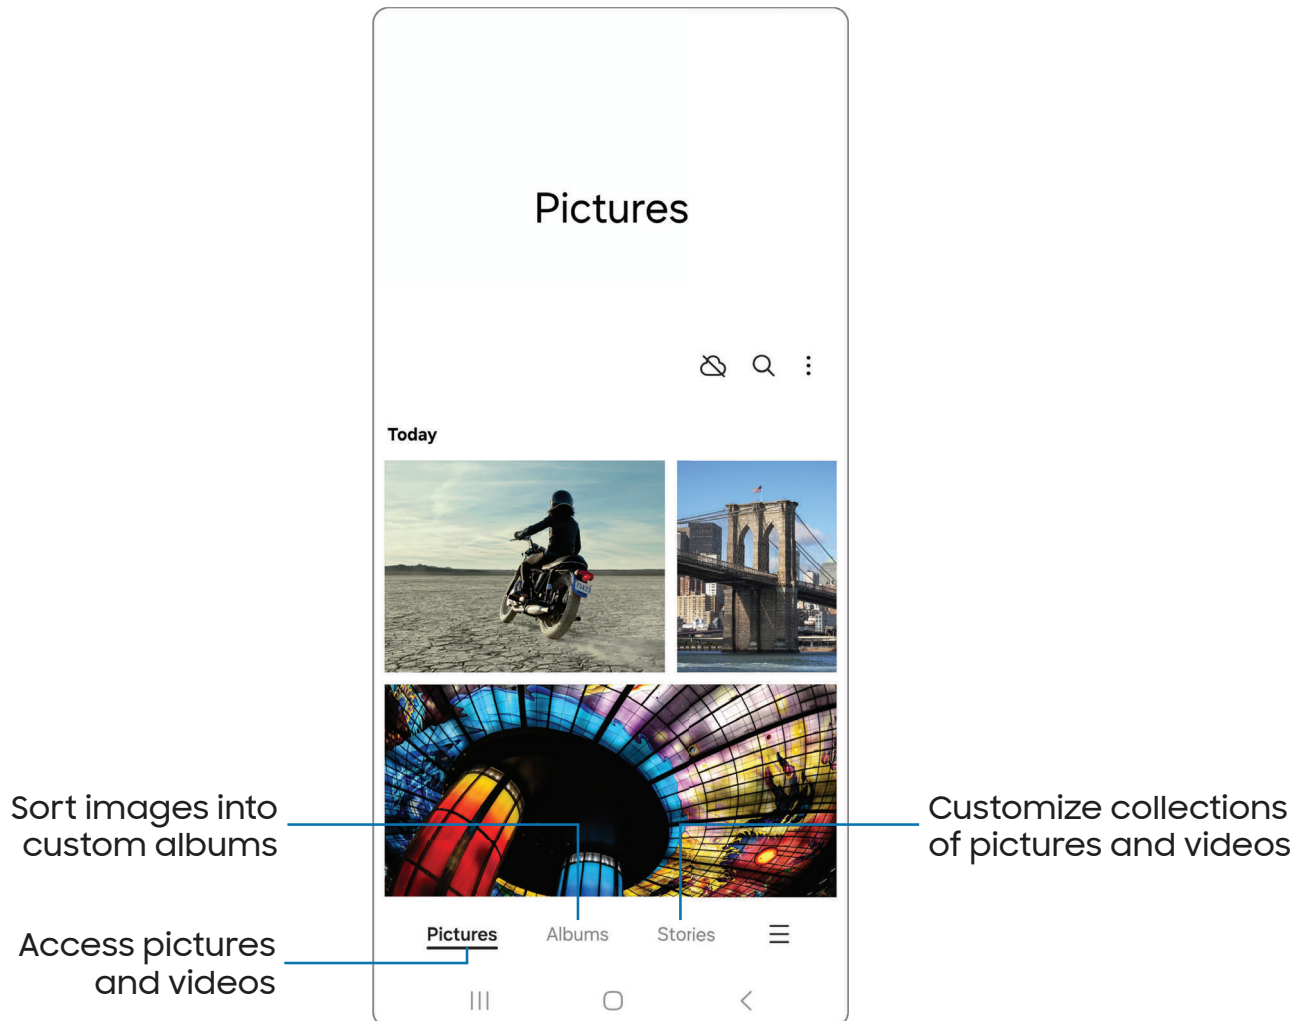 Pictures
Today
Sort images into
custom albums
Customize collections
of pictures and videos
Pictures Albums Stories
Access pictures
and videos